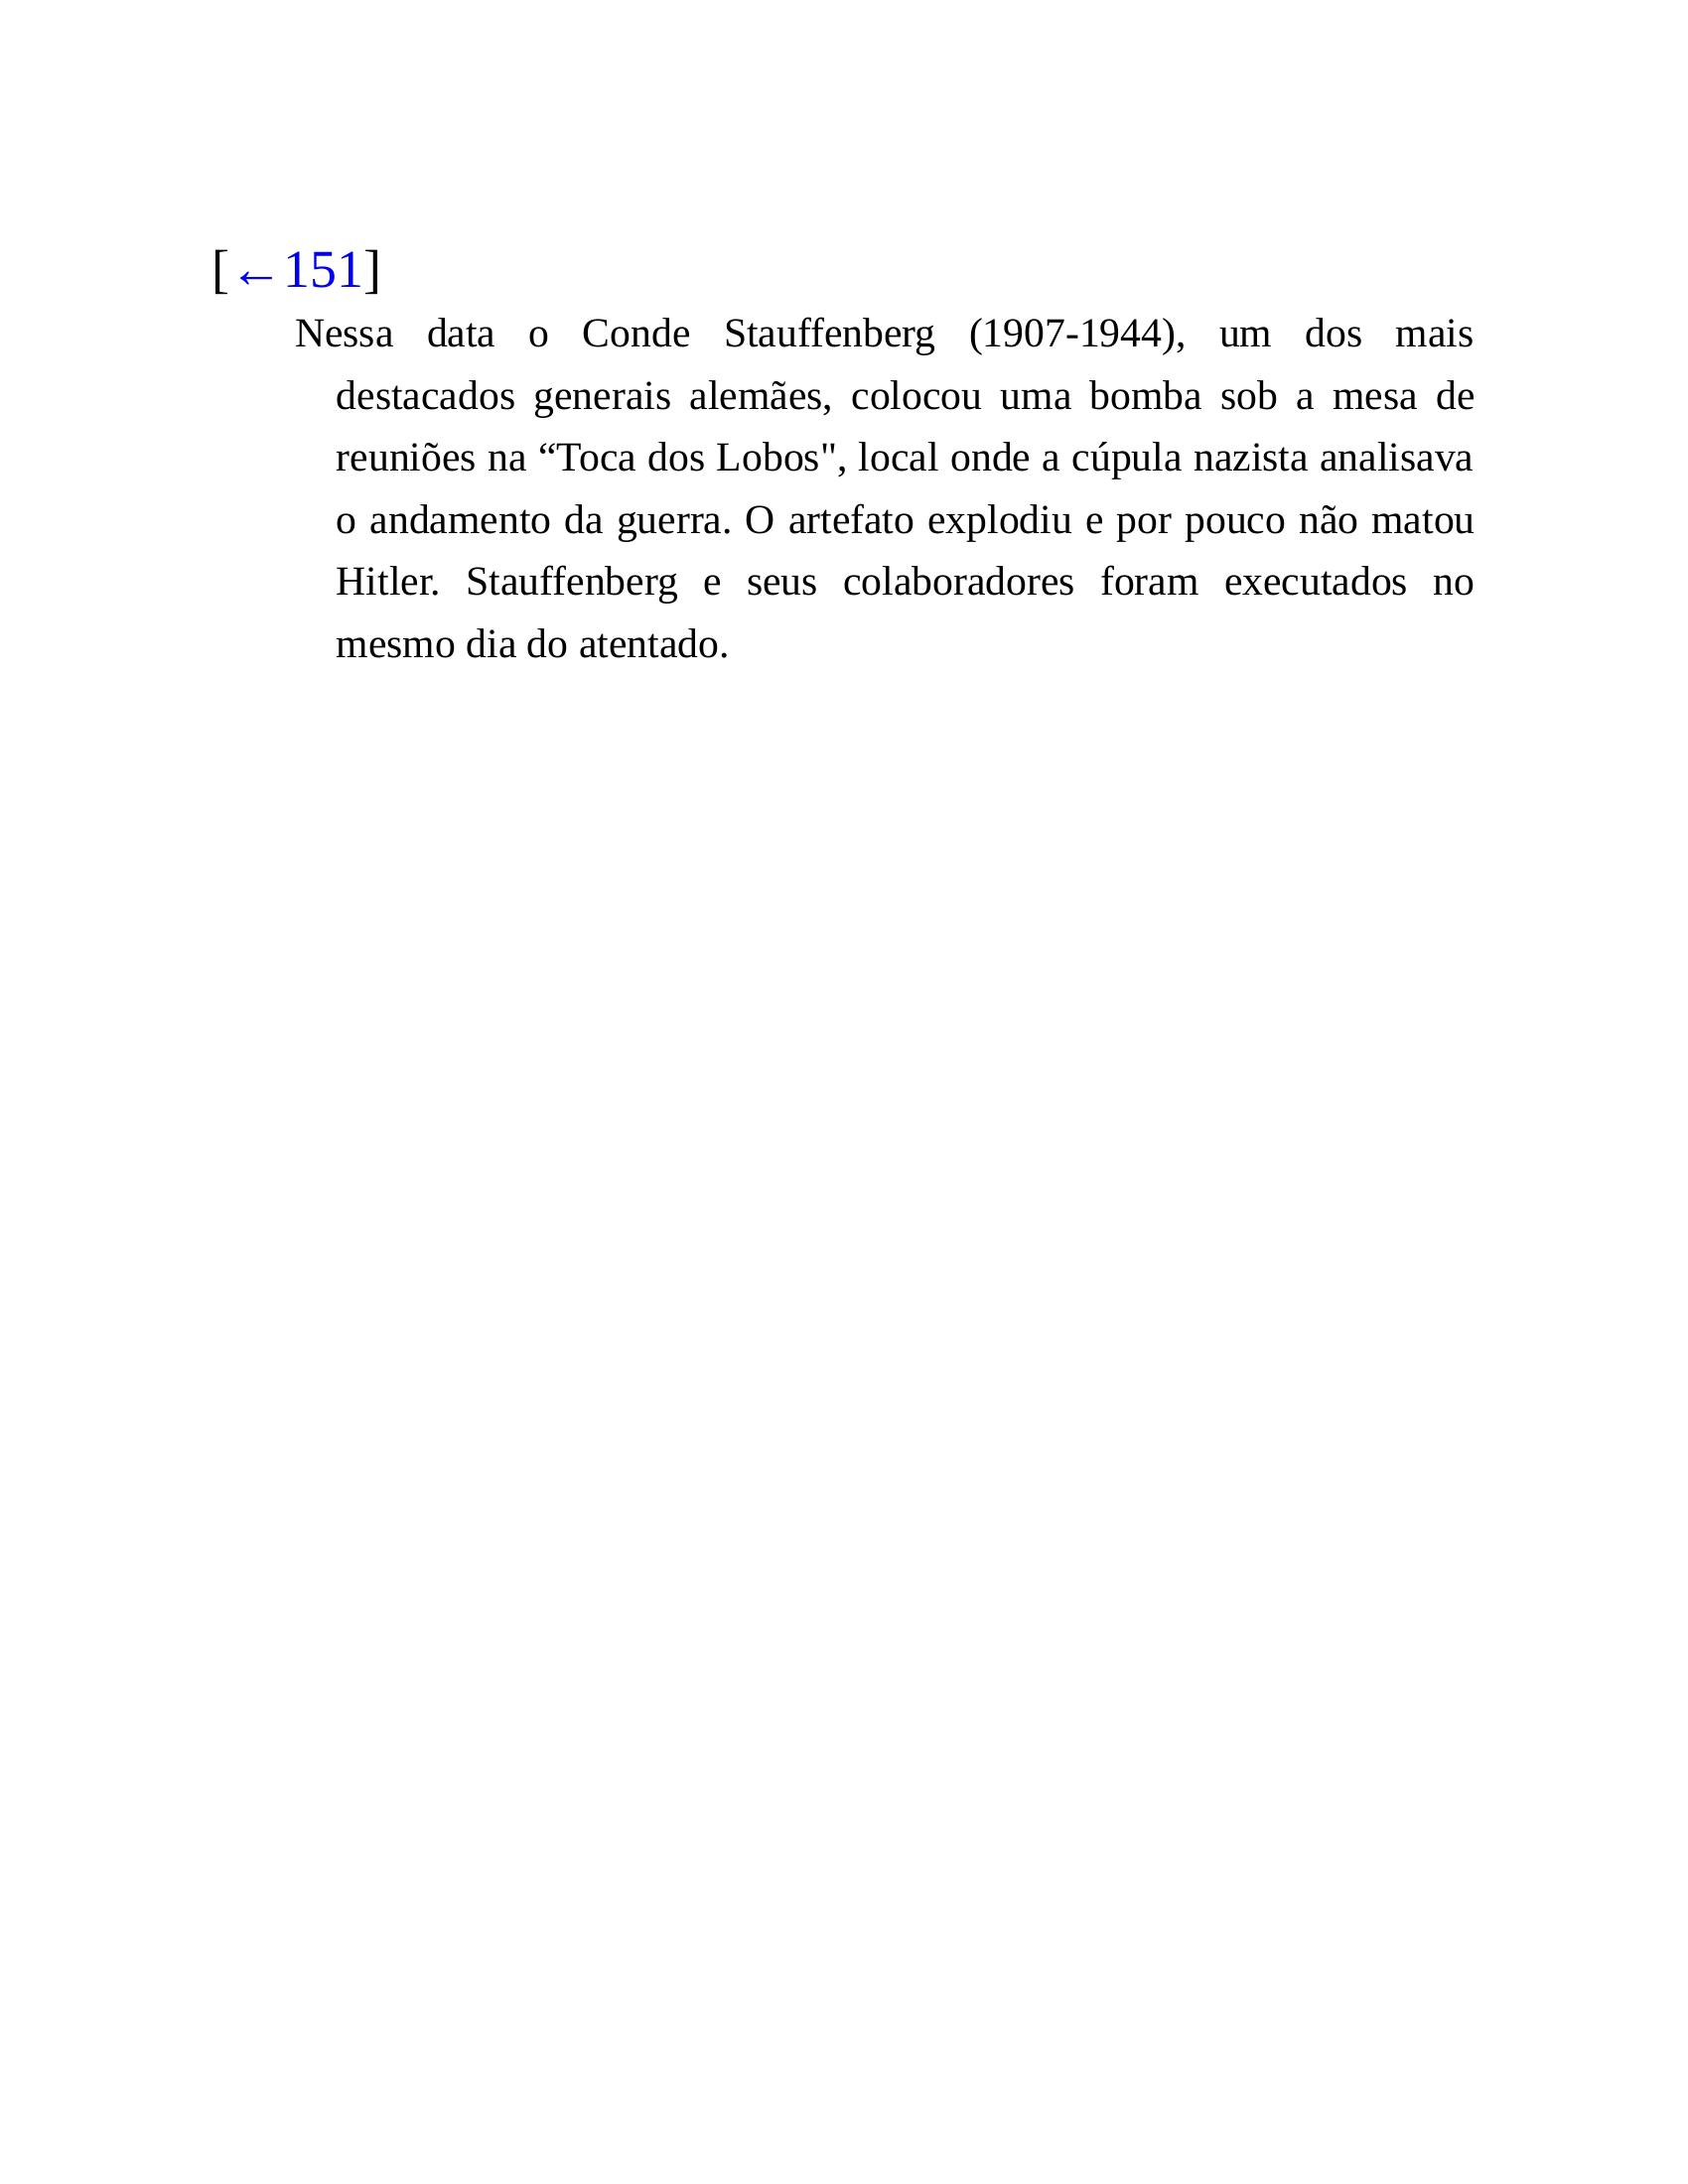 [←151]
Nessa data o Conde Stauffenberg (1907-1944), um dos mais
destacados generais alemães, colocou uma bomba sob a mesa de
reuniões na “Toca dos Lobos", local onde a cúpula nazista analisava
o andamento da guerra. O artefato explodiu e por pouco não matou
Hitler. Stauffenberg e seus colaboradores foram executados no
mesmo dia do atentado.